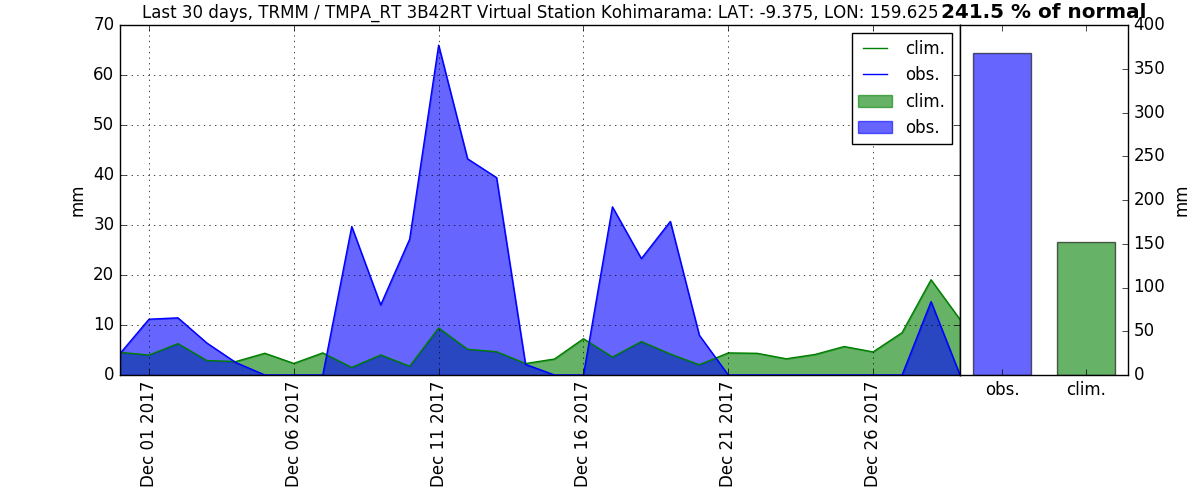 Last 30 days, TRMM / TMPA_RT 3B42RT Virtual Station Kohimarama: LAT: -9.375, LON: 159.625 241.5 % of normal
70
60
50
40
30
20
10
0
mm
clim.
obs.
clim.
obs.
Dec 01 2017
Dec 06 2017
Dec 11 2017
Dec 16 2017
Dec 21 2017
Dec 26 2017
400
350
300
250
200
150
100
50
0
mm
obs.
clim.